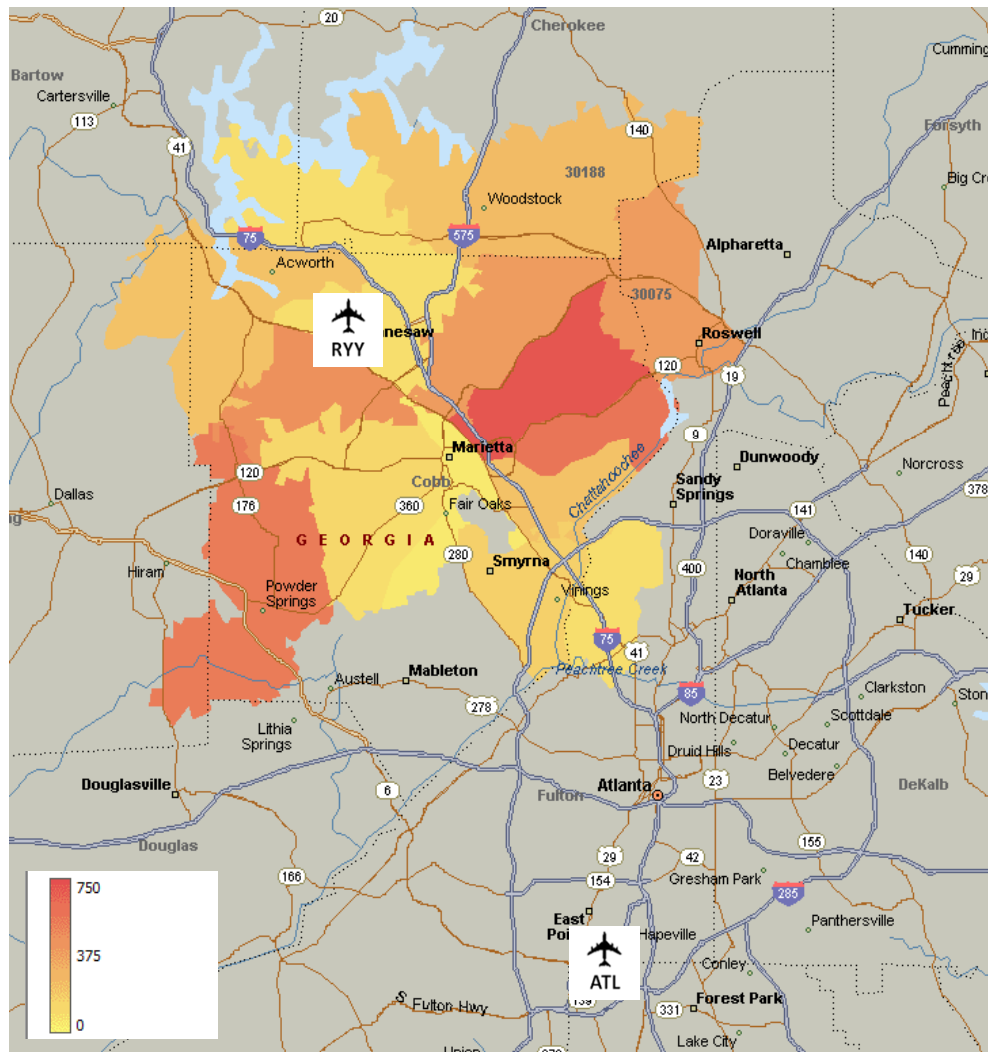 20
Cherokee
Bartow
Cartersville
Cumming
113
41
140
Forsyth
30188
Big Cr
Woodstock
75
575
Alpharetta
Acworth
30075
nnesaw
RYY
Roswell
120
19
Peachtree
Ind
9
Marietta
Chattahoochee
Dunwoody
120
Cobb
Sandy
Springs
Norcross
Dallas
176
360
Fair Oaks
378
141
GEORGIA
Doraville
280
Chamblee
140
Hiram
Smyrna
400
29
Powder
Springs
Vinings
North
Atlanta
Tucker
75
41
Peachtree Creek
Mableton
Austell
85
Clarkston
278
Ston
North Decatur
Scottdale
Lithia
Springs
Druid Hills
Decatur
Belvedere
Douglasville
6
Fulton
Atlanta
23
DeKalb
Douglas
155
29
42
166
154
Gresham Park
750
285
East
Poi
Panthersville
375
Hapeville
ATL
Conley
0
S Fulton Hwy
139
331
Forest Park
Lake City
Union